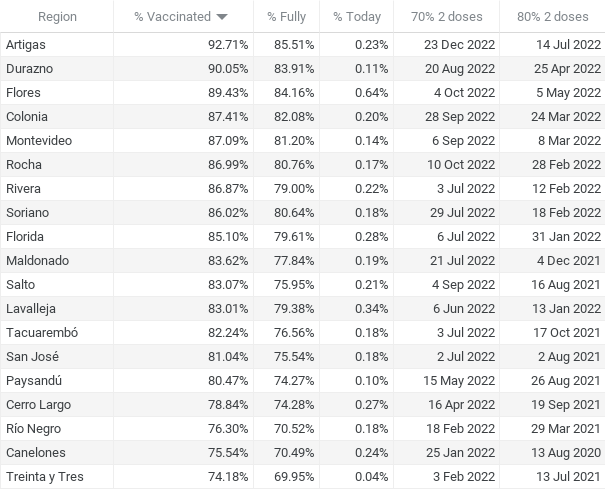 Region % Vaccinated % Fully % Today 70% 2 doses 80% 2 doses
Artigas 92.71% 85.51% 0.23% 23 Dec 2022 14 Jul 2022
Durazno 90.05% 83.91% 0.11% 20 Aug 2022 25 Apr 2022
Flores 89.43% 84.16% 0.64% 4 Oct 2022 5 May 2022
Colonia 87.41% 82.08% 0.20% 28 Sep 2022 24 Mar 2022
Montevideo 87.09% 81.20% 0.14% 6 Sep 2022 8 Mar 2022
Rocha 86.99% 80.76% 0.17% 10 Oct 2022 28 Feb 2022
Rivera 86.87% 79.00% 0.22% 3 Jul 2022 12 Feb 2022
Soriano 86.02% 80.64% 0.18% 29 Jul 2022 18 Feb 2022
Florida 85.10% 79.61% 0.28% 6 Jul 2022 31 Jan 2022
Maldonado 83.62% 77.84% 0.19% 21 Jul 2022 4 Dec 2021
Salto 83.07% 75.95% 0.21% 4 Sep 2022 16 Aug 2021
Lavalleja 83.01% 79.38% 0.34% 6 Jun 2022 13 Jan 2022
Tacuarembó 82.24% 76.56% 0.18% 3 Jul 2022 17 Oct 2021
San José 81.04% 75.54% 0.18% 2 Jul 2022 2 Aug 2021
Paysandú 80.47% 74.27% 0.10% 15 May 2022 26 Aug 2021
Cerro Largo 78.84% 74.28% 0.27% 16 Apr 2022 19 Sep 2021
Río Negro 76.30% 70.52% 0.18% 18 Feb 2022 29 Mar 2021
Canelones 75.54% 70.49% 0.24% 25 Jan 2022 13 Aug 2020
Treinta y Tres 74.18% 69.95% 0.04% 3 Feb 2022 13 Jul 2021